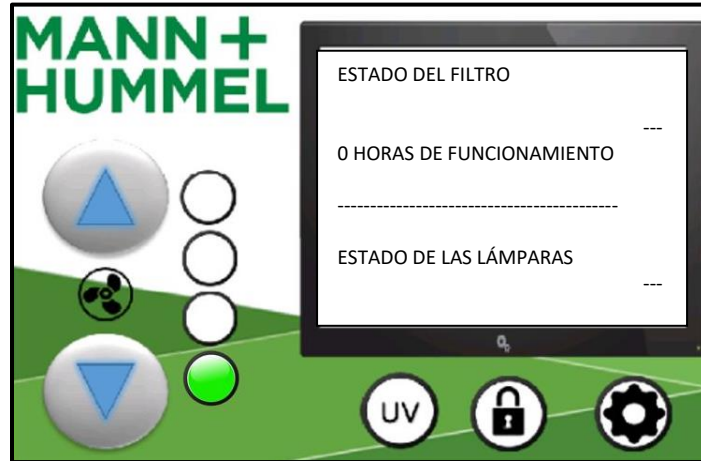 MANN+
HUMMEL
ESTADO DEL FILTRO
---
0 HORAS DE FUNCIONAMIENTO
-------------------------------------------
ESTADO DE LAS LÁMPARAS
---
UV